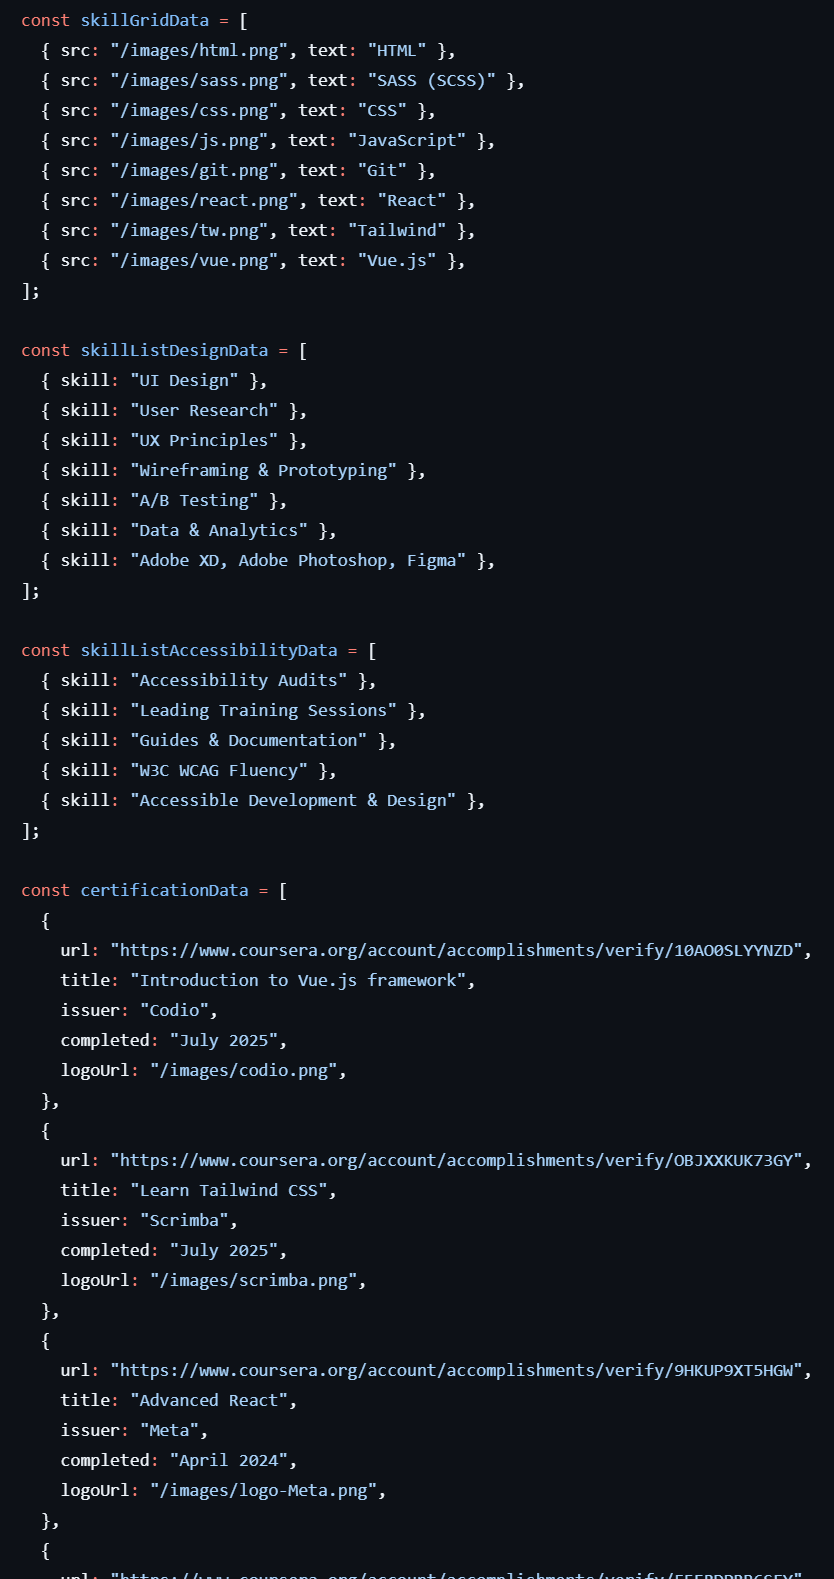 const skillGridData = [
  { src: "/images/html.png", text: "HTML" },
  { src: "/images/sass.png", text: "SASS (SCSS)" },
  { src: "/images/css.png", text: "CSS" },
  { src: "/images/js.png", text: "JavaScript" },
  { src: "/images/git.png", text: "Git" },
  { src: "/images/react.png", text: "React" },
  { src: "/images/tw.png", text: "Tailwind" },
  { src: "/images/vue.png", text: "Vue.js" },
];

const skillListDesignData = [
  { skill: "UI Design" },
  { skill: "User Research" },
  { skill: "UX Principles" },
  { skill: "Wireframing & Prototyping" },
  { skill: "A/B Testing" },
  { skill: "Data & Analytics" },
  { skill: "Adobe XD, Adobe Photoshop, Figma" },
];

const skillListAccessibilityData = [
  { skill: "Accessibility Audits" },
  { skill: "Leading Training Sessions" },
  { skill: "Guides & Documentation" },
  { skill: "W3C WCAG Fluency" },
  { skill: "Accessible Development & Design" },
];

const certificationData = [
  {
    url: "https://www.coursera.org/account/accomplishments/verify/10AO0SLYYNZD",
    title: "Introduction to Vue.js framework",
    issuer: "Codio",
    completed: "July 2025",
    logoUrl: "/images/codio.png",
  },
  {
    url: "https://www.coursera.org/account/accomplishments/verify/OBJXXKUK73GY",
    title: "Learn Tailwind CSS",
    issuer: "Scrimba",
    completed: "July 2025",
    logoUrl: "/images/scrimba.png",
  },
  {
    url: "https://www.coursera.org/account/accomplishments/verify/9HKUP9XT5HGW",
    title: "Advanced React",
    issuer: "Meta",
    completed: "April 2024",
    logoUrl: "/images/logo-Meta.png",
  },
  {